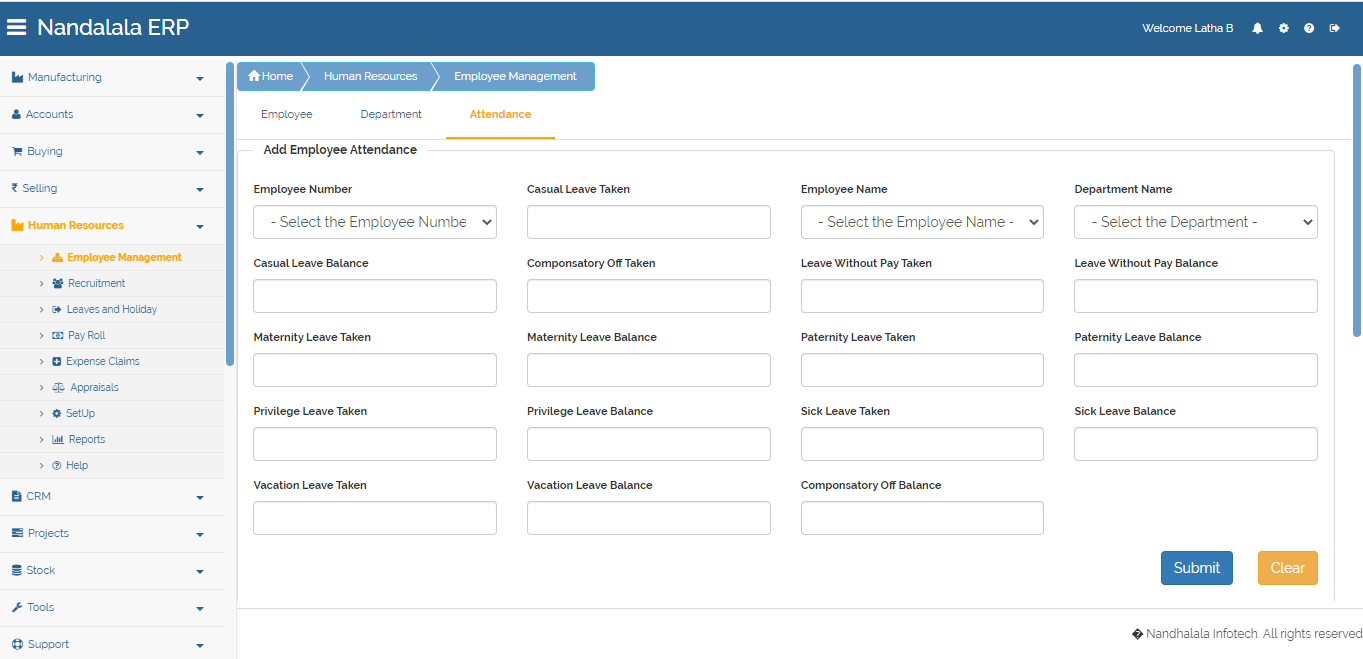 Nandalala ERP
Welcome Latha B
Manufacturing
Accounts
Buying
₹ Selling
Human Resources
Employee Management
Recruitment
Leaves and Holiday
Pay Roll
Expense Claims
Appraisals
SetUp
Reports
Help
CRM
Projects
Stock
Tools
Support
Home Human Resources Employee Management
Employee Department Attendance
Add Employee Attendance
Employee Number Casual Leave Taken Employee Name Department Name
- Select the Employee Numbe - Select the Employee Name - - Select the Department -
Casual Leave Balance Componsatory Off Taken Leave Without Pay Taken Leave Without Pay Balance
Maternity Leave Taken Maternity Leave Balance Paternity Leave Taken Paternity Leave Balance
Privilege Leave Taken Privilege Leave Balance Sick Leave Taken Sick Leave Balance
Vacation Leave Taken Vacation Leave Balance Componsatory Off Balance
Submit Clear
� Nandhalala Infotech. All rights reserved